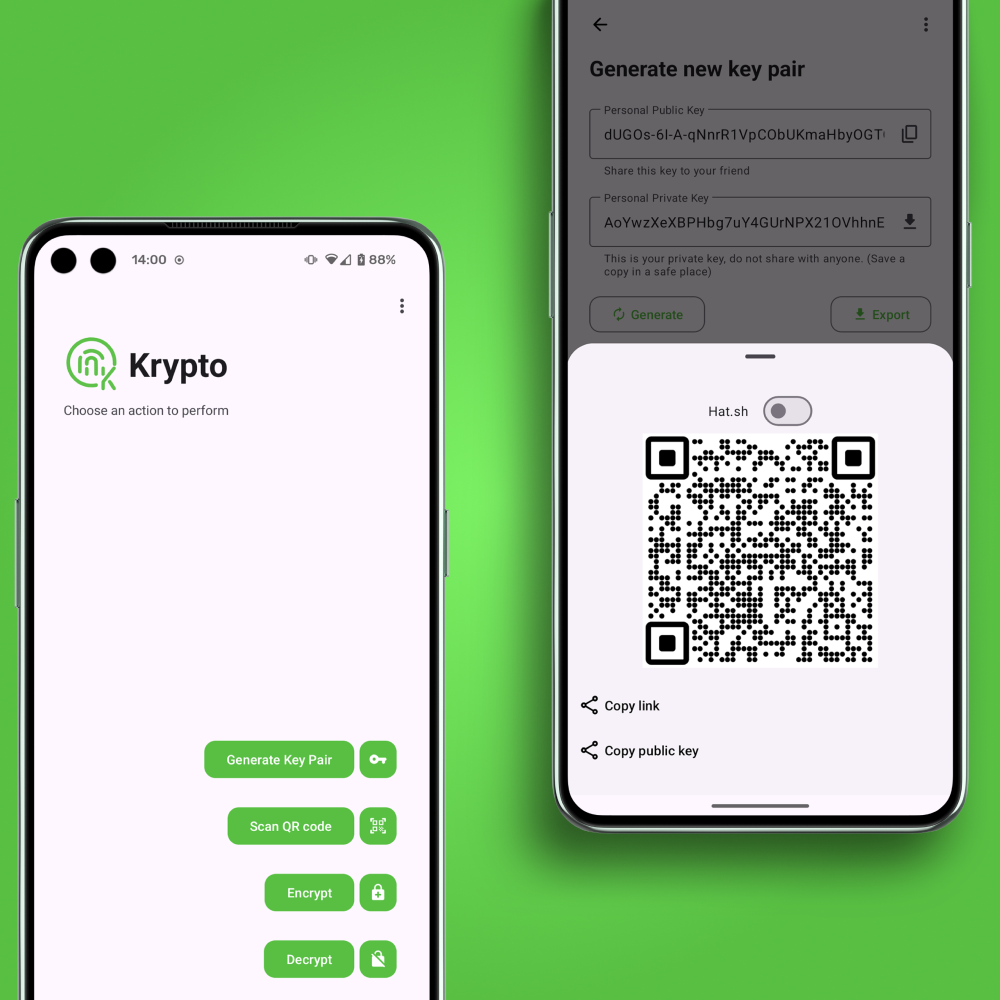 14:00
88%
Krypto
Choose an action to perform
Generate Key Pair
Scan QR code
Encrypt
Decrypt
Generate new key pair
Personal Public Key
dUGOs-6I-A-qNnrR1VpCObUKmaHbyOGT
Share this key to your friend
Personal Private Key
AoYwzXeXBPHbg7uY4GUrNPX21OVhhnE
This is your private key, do not share with anyone. (Save a
copy in a safe place)
Generate
Export
Hat.sh
Copy link
Copy public key